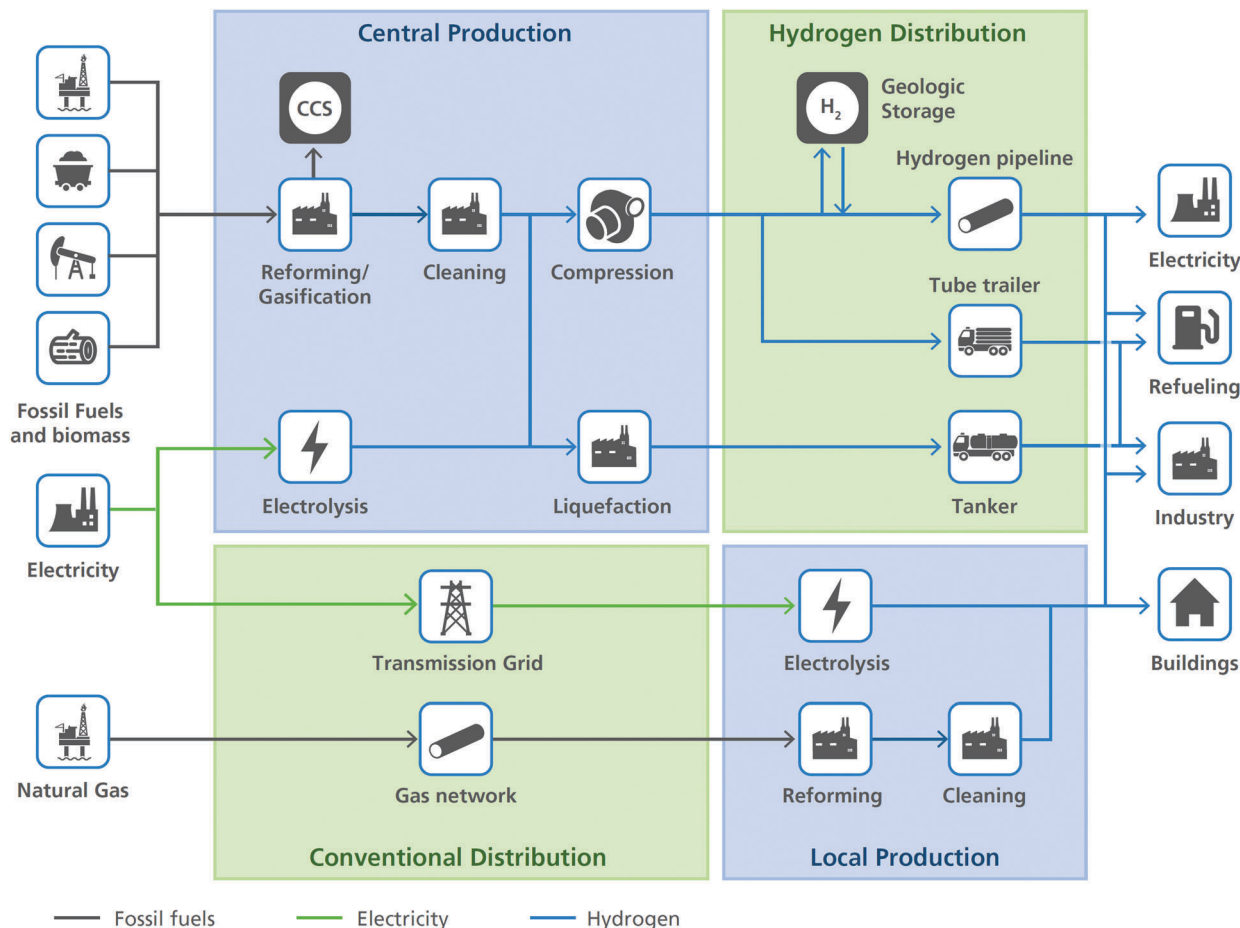 Central Production
Hydrogen Distribution
CCS
H₂
Geologic
Storage
Hydrogen pipeline
Reforming/
Gasification
Cleaning
Compression
Electricity
Tube trailer
Fossil Fuels
and biomass
Refueling
Electrolysis
Liquefaction
Tanker
Industry
Electricity
Transmission Grid
Electrolysis
Buildings
Natural Gas
Gas network
Reforming
Cleaning
Conventional Distribution
Local Production
Fossil fuels
Electricity
Hydrogen